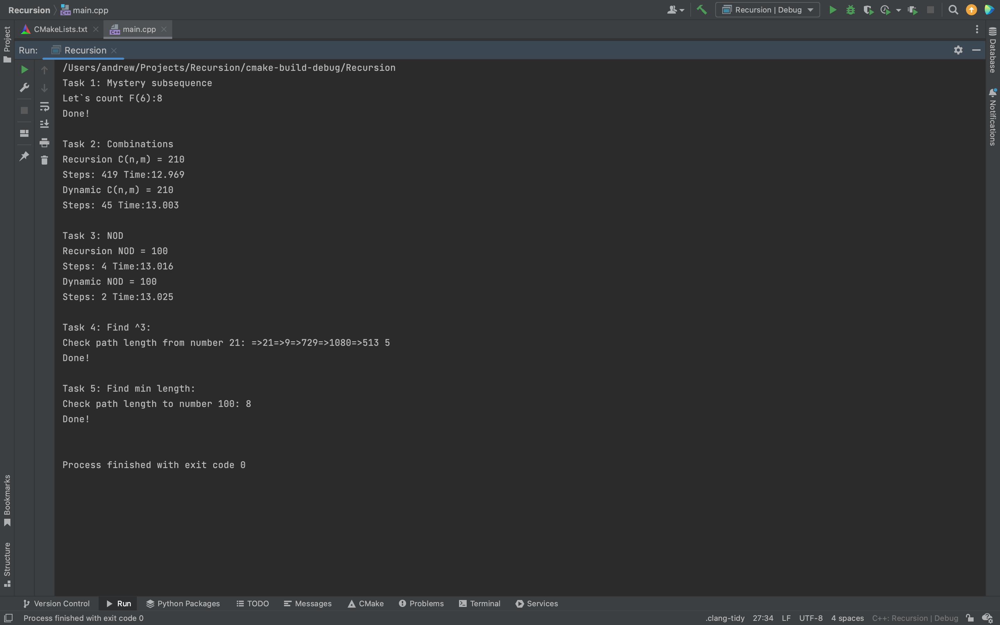 Recursion
main.cpp
Recursion | Debug
CMakeLists.txt
main.cpp
Project
Run:
Recursion
Database
Notifications
/Users/andrew/Projects/Recursion/cmake-build-debug/Recursion
Task 1: Mystery subsequence
Let`s count F(6):8
Done!
Task 2: Combinations
Recursion C(n,m) = 210
Steps: 419 Time:12.969
Dynamic C(n,m) = 210
Steps: 45 Time:13.003
Task 3: NOD
Recursion NOD = 100
Steps: 4 Time:13.016
Dynamic NOD = 100
Steps: 2 Time:13.025
Task 4: Find ^3:
Check path length from number 21: =>21=>9=>729=>1080=>513 5
Done!
Task 5: Find min length:
Check path length to number 100: 8
Done!
Process finished with exit code 0
Bookmarks
Structure
Version Control
Run
Python Packages
TODO
Messages
CMake
Problems
Terminal
Services
Process finished with exit code 0
.clang-tidy
27:34
LF
UTF-8
4 spaces
C++: Recursion | Debug